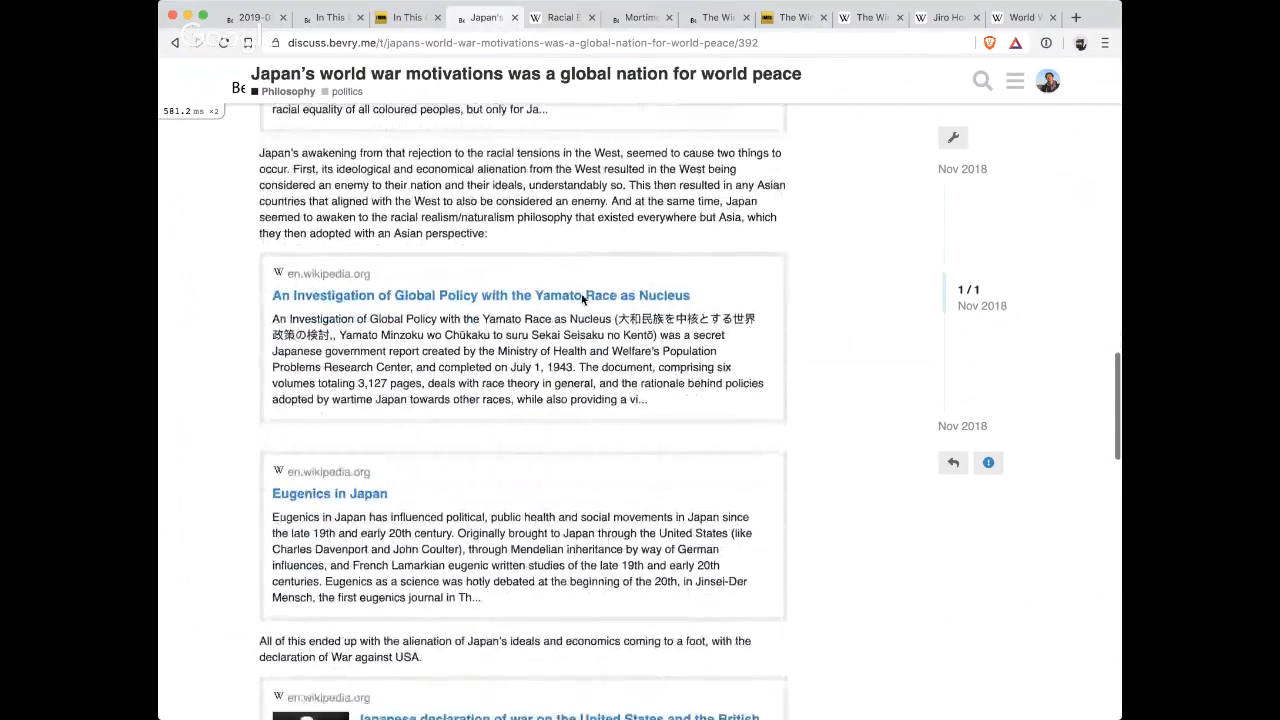 2019-0
In This
In This
Japan's
Racial E
Mortime
The Wi
The Win
The Wi
Jiro Ho
World V
discuss.bevry.me/t/japans-world-war-motivations-was-a-global-nation-for-world-peace/392
Be
Japan's world war motivations was a global nation for world peace
Philosophy politics
581.2 ms ×2
racial equality of all coloured peoples, but only for Ja...
Japan's awakening from that rejection to the racial tensions in the West, seemed to cause two things to
occur. First, its ideological and economical alienation from the West resulted in the West being
considered an enemy to their nation and their ideals, understandably so. This then resulted in any Asian
countries that aligned with the West to also be considered an enemy. And at the same time, Japan
seemed to awaken to the racial realism/naturalism philosophy that existed everywhere but Asia, which
they then adopted with an Asian perspective:
W en.wikipedia.org
An Investigation of Global Policy with the Yamato Race as Nucleus
An Investigation of Global Policy with the Yamato Race as Nucleus (大和民族を中核とする世界
政策の検討,, Yamato Minzoku wo Chūkaku to suru Sekai Seisaku no Kentō) was a secret
Japanese government report created by the Ministry of Health and Welfare's Population
Problems Research Center, and completed on July 1, 1943. The document, comprising six
volumes totaling 3,127 pages, deals with race theory in general, and the rationale behind policies
adopted by wartime Japan towards other races, while also providing a vi...
W en.wikipedia.org
Eugenics in Japan
Eugenics in Japan has influenced political, public health and social movements in Japan since
the late 19th and early 20th century. Originally brought to Japan through the United States (like
Charles Davenport and John Coulter), through Mendelian inheritance by way of German
influences, and French Lamarkian eugenic written studies of the late 19th and early 20th
centuries. Eugenics as a science was hotly debated at the beginning of the 20th, in Jinsei-Der
Mensch, the first eugenics journal in Th...
All of this ended up with the alienation of Japan's ideals and economics coming to a foot, with the
declaration of War against USA.
W en.wikipedia.org
Japanese declaration of war on the United States and the British
Nov 2018
1 / 1
Nov 2018
Nov 2018